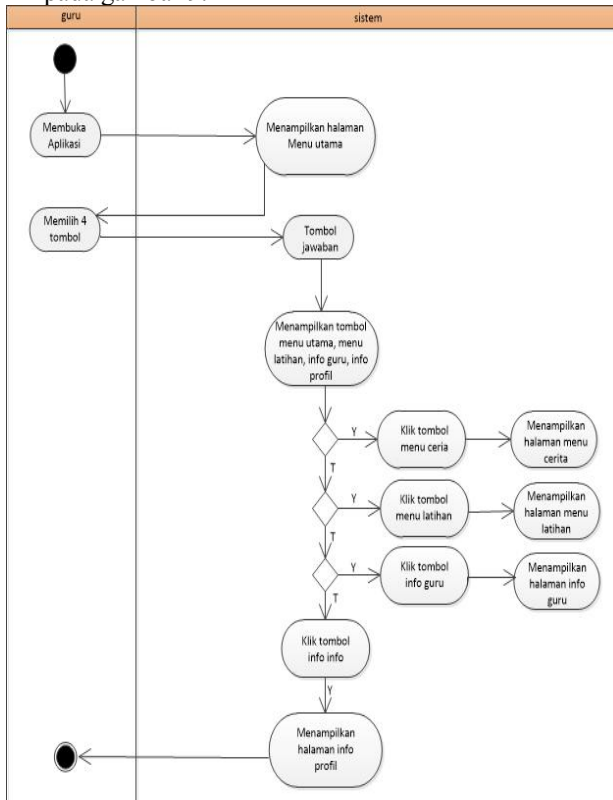 guru
sistem
Membuka
Aplikasi
Menampilkan halaman
Menu utama
Memilih 4
tombol
Tombol
jawaban
Menampilkan tombol
menu utama, menu
latihan, info guru, info
profil
Y
Klik tombol
menu ceria
Menampilkan
halaman menu
cerita
T
Y
Klik tombol
menu latihan
Menampilkan
halaman menu
latihan
T
Y
Klik tombol
info guru
Menampilkan
halaman info
guru
T
Klik tombol
info info
Y
Menampilkan
halaman info
profil